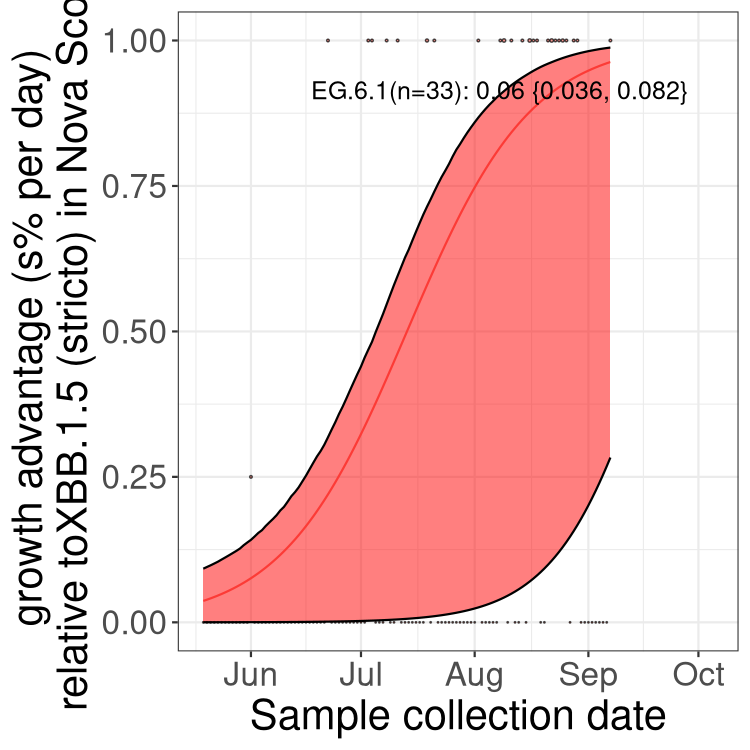 growth advantage (s% per day)
relative toXBB.1.5 (stricto) in Nova Sco
1.00
0.75
0.50
0.25
0.00
EG.6.1(n=33): 0.06 {0.036, 0.082}
Jun Jul Aug Sep Oct
Sample collection date